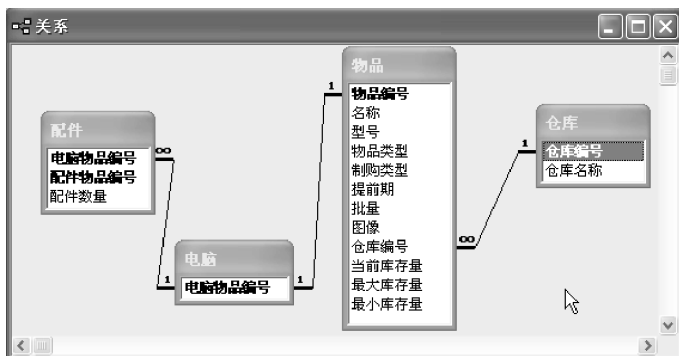 关系
配件
电脑物品编号
配件物品编号
配件数量
∞
1
电脑
电脑物品编号
1
1
物品
物品编号
名称
型号
物品类型
制购类型
提前期
批量
图像
仓库编号
当前库存量
最大库存量
最小库存量
∞
1
仓库
仓库编号
仓库名称